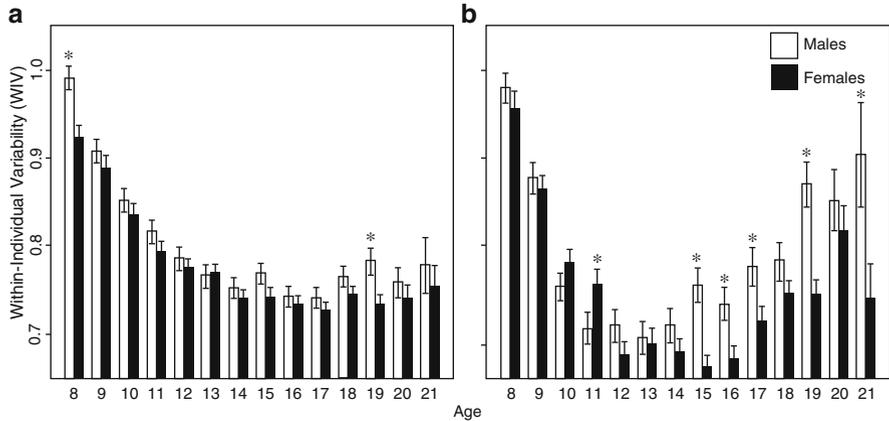 a
b
Within-Individual Variability (WIV)
1.0
0.9
0.8
0.7
*
*
Males
Females
*
*
*
*
*
*
8 9 10 11 12 13 14 15 16 17 18 19 20 21
8 9 10 11 12 13 14 15 16 17 18 19 20 21
Age